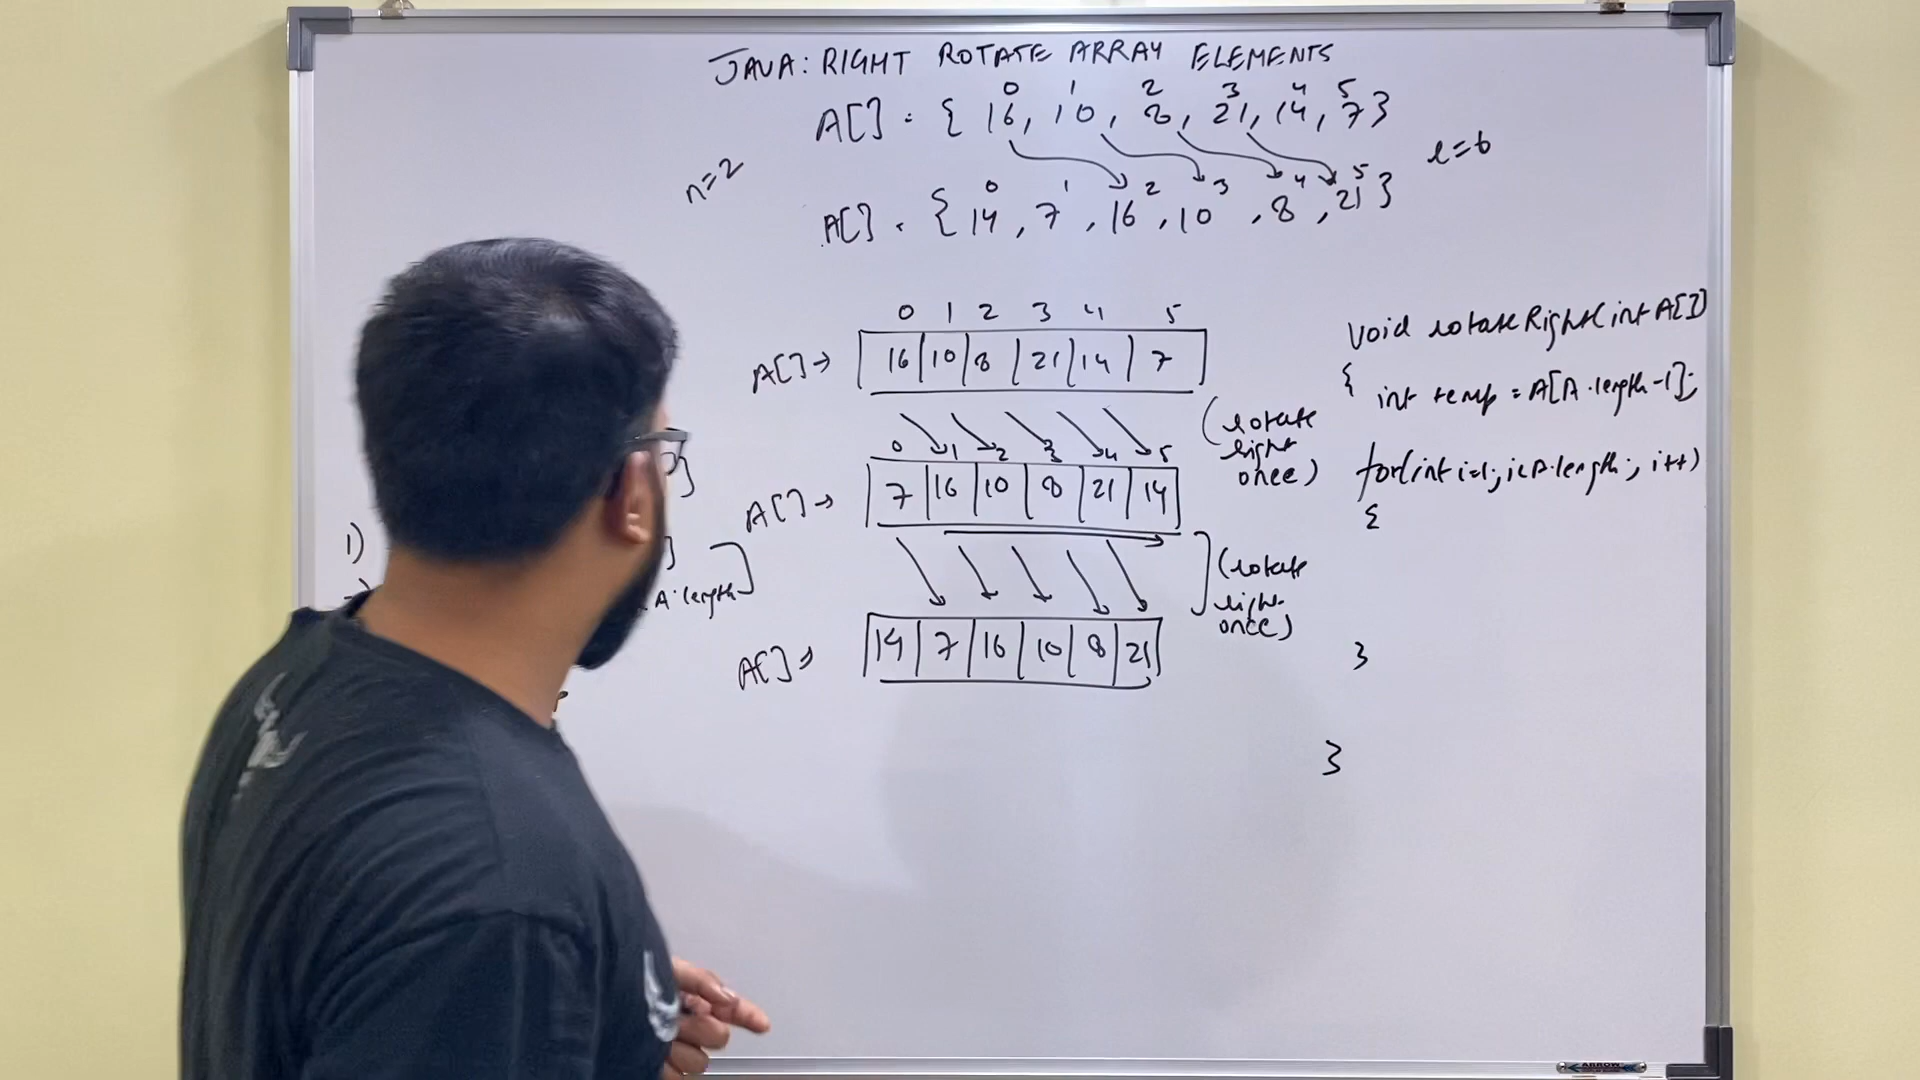 JAVA: RIGHT ROTATE ARRAY ELEMENTS
0 1 2 3 4 5
A[] = { 16, 10, 8, 21, 14, 7 }
n=2
l=6
0 1 2 3 4 5
A[] = { 14, 7, 16, 10, 8, 21 }
0 1 2 3 4 5
A[] → 16 10 8 21 14 7
(rotate
right
once)
0 1 2 3 4 5
A[] → 7 16 10 8 21 14
(rotate
right
once)
A[] → 14 7 16 10 8 21
1)
A.length
void rotateRight(int A[])
{
int temp = A[A.length-1];
for(int i=1; i<A.length; i++)
{
}
}
ARROW